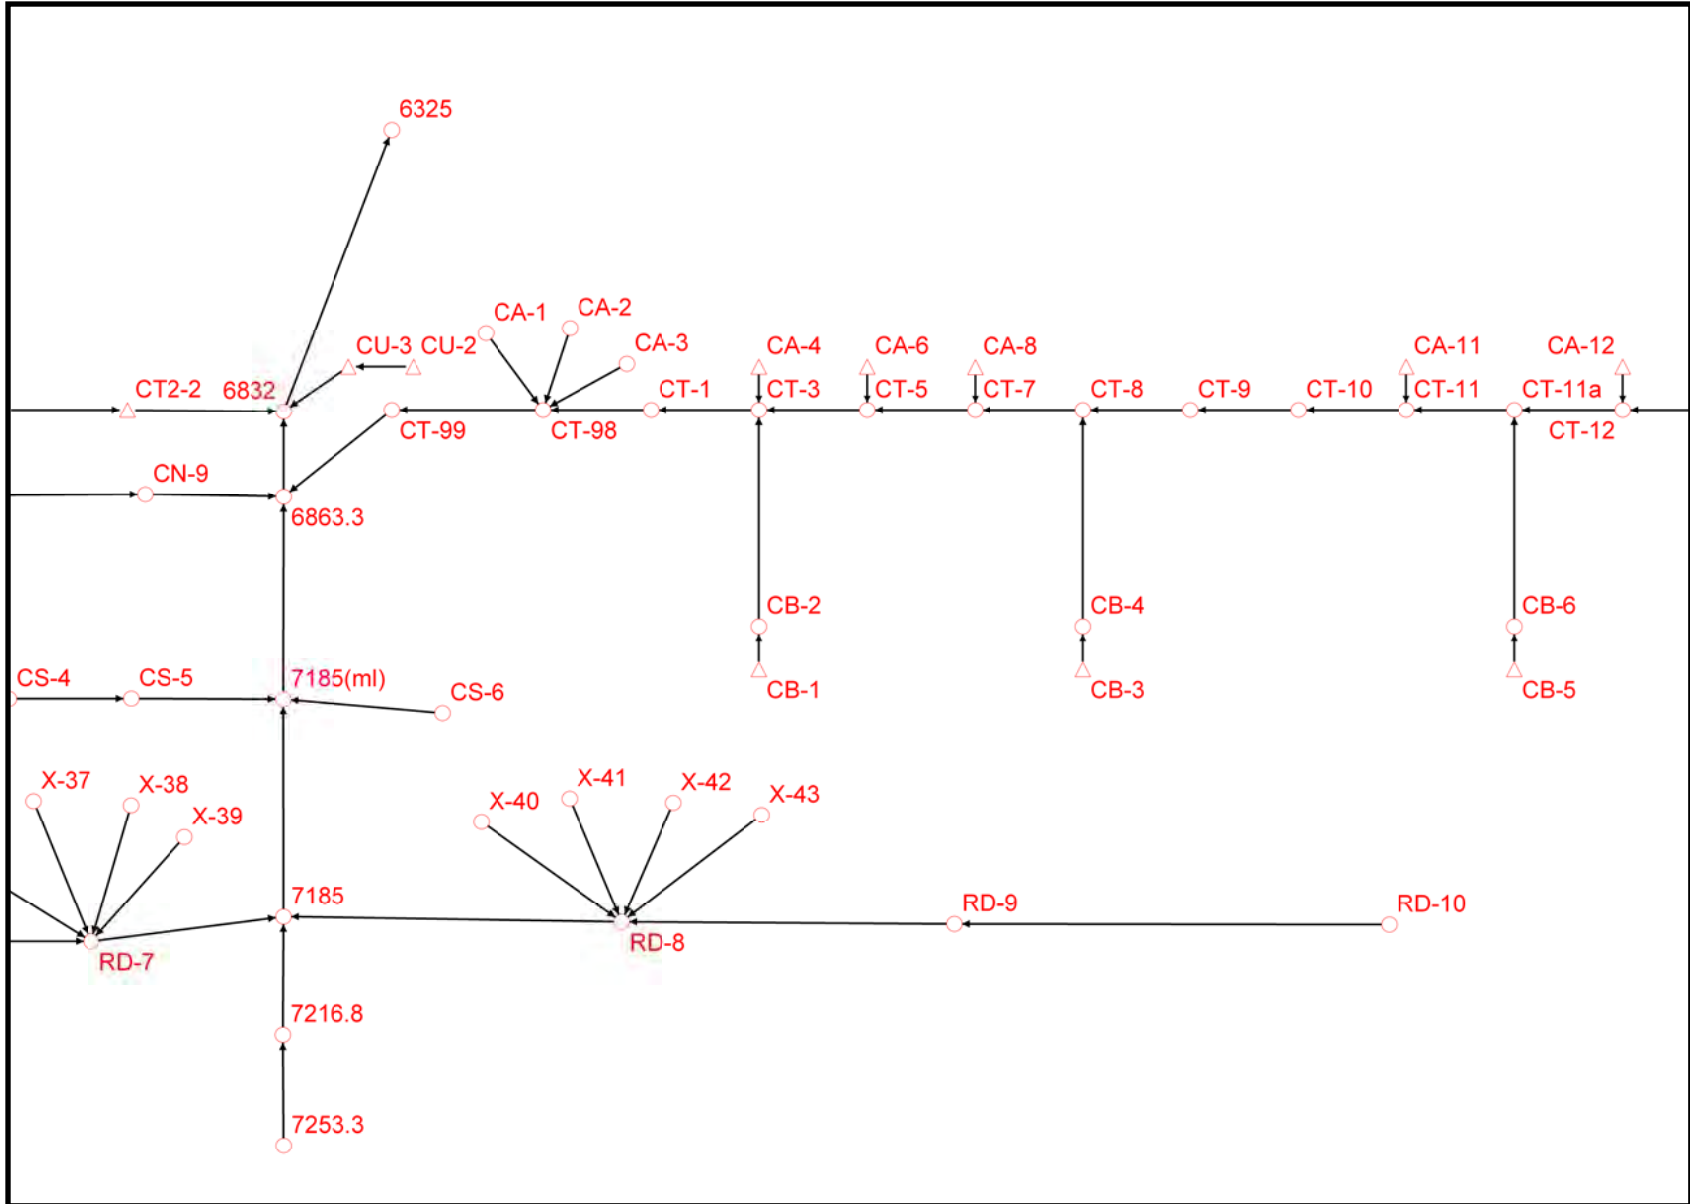 6325
CA-1
CA-2
CU-3
CU-2
CA-3
CA-4
CA-6
CA-8
CA-11
CA-12
CT2-2
6832
CT-1
CT-3
CT-5
CT-7
CT-8
CT-9
CT-10
CT-11
CT-11a
CT-99
CT-98
CT-12
CN-9
6863.3
CB-2
CB-4
CB-6
CS-4
CS-5
7185(ml)
CS-6
CB-1
CB-3
CB-5
X-37
X-38
X-39
X-40
X-41
X-42
X-43
7185
RD-9
RD-10
RD-7
RD-8
7216.8
7253.3